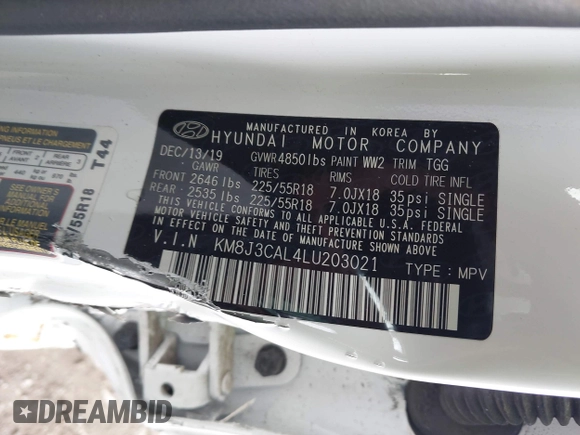 MANUFACTURED IN KOREA BY
HYUNDAI MOTOR COMPANY
DEC/13/19 GVWR 4850lbs PAINT WW2 TRIM TGG
GAWR TIRES RIMS COLD TIRE INFL
FRONT 2646 lbs 225/55R18 7.0JX18 35psi SINGLE
REAR 2535 lbs 225/55R18 7.0JX18 35psi SINGLE
THIS VEHICLE CONFORMS TO ALL APPLICABLE U.S. FEDERAL
MOTOR VEHICLE SAFETY, BUMPER, AND THEFT PREVENTION
STANDARDS IN EFFECT ON THE DATE OF MANUFACTURE SHOWN ABOVE.
V.I.N KM8J3CAL4LU203021 TYPE : MPV
T44
/55R18
SEE OWNER'S
DREAMBID